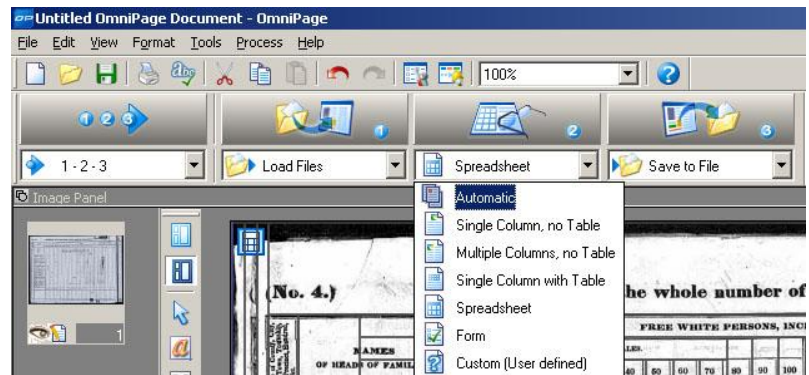 Untitled OmniPage Document - OmniPage
File Edit View Format Tools Process Help
100%
1 2 3
1
2
3
1 - 2 - 3
Load Files
Spreadsheet
Save to File
Image Panel
Automatic
Single Column, no Table
Multiple Columns, no Table
Single Column with Table
Spreadsheet
Form
Custom (User defined)
1
(No. 4.)
he whole number of
FREE WHITE PERSONS, INC
NAMES
OF HEADS OF FAMIL
40 50 60 70 80 90 100